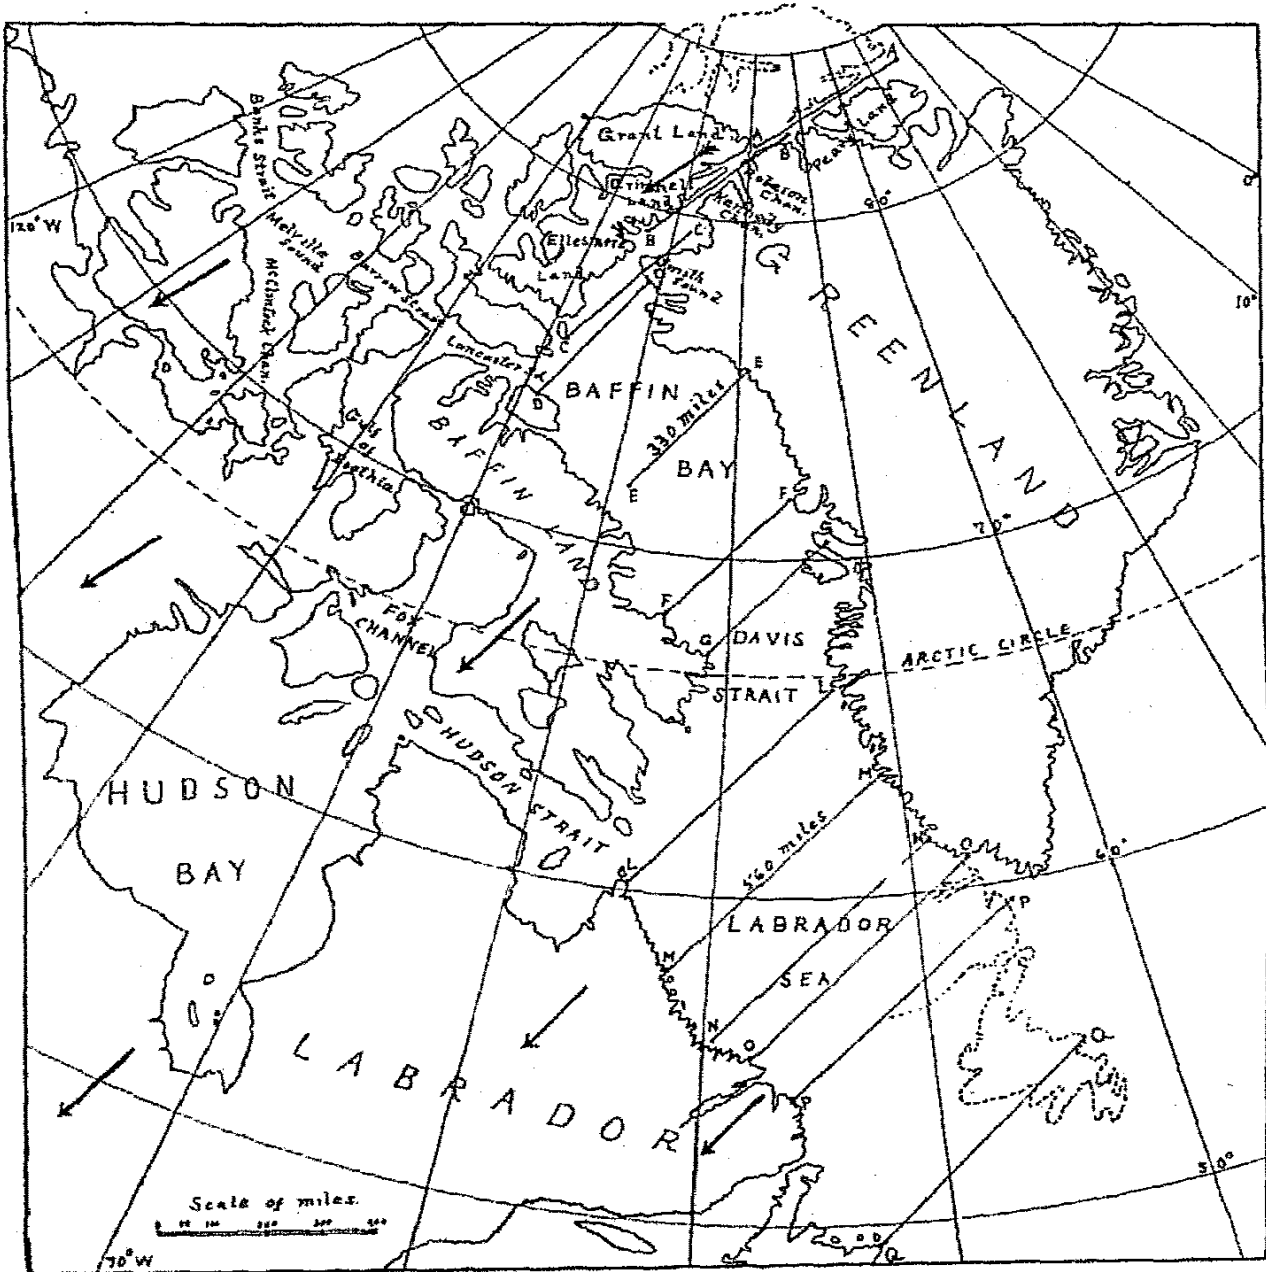 A
Grant Land
A
Peary Land
B
Grinnell
Land
Robeson
Chan.
Kennedy
Chan.
80°
0°
Banks Strait
120°W
Melville
Sound
McClintock Chan.
Barrow Strait
Ellesmere
Land
B
C
Smith
Sound
GREENLAND
10°
C
Lancaster Sd.
D
BAFFIN
BAY
E
330 miles
E
BAFFIN LAND
Gulf
of
Boothia
F
70°
F
FOX
CHANNEL
G
DAVIS
STRAIT
ARCTIC CIRCLE
L
HUDSON
BAY
HUDSON STRAIT
M
560 miles
N
O
60°
L
P
LABRADOR
SEA
M
N
O
Q
LABRADOR
P
50°
Scale of miles.
70°W
Q